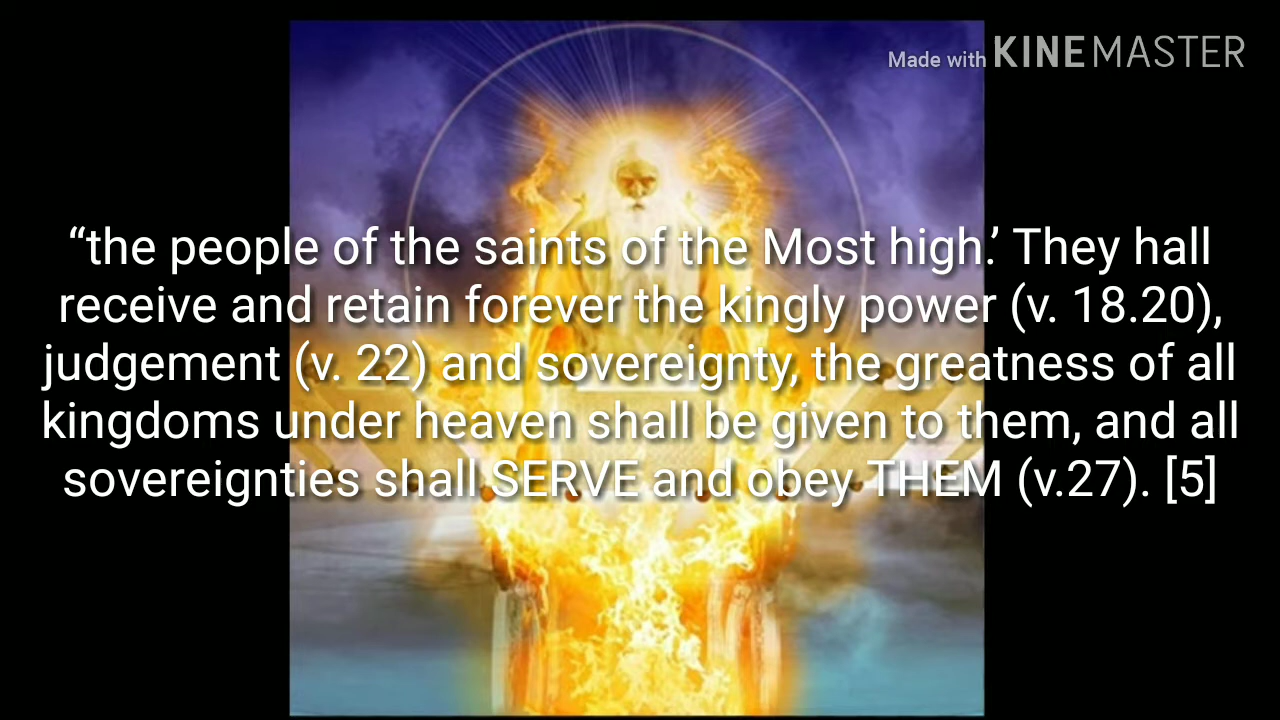 Made with KINEMASTER
“the people of the saints of the Most high.’ They hall
receive and retain forever the kingly power (v. 18.20),
judgement (v. 22) and sovereignty, the greatness of all
kingdoms under heaven shall be given to them, and all
sovereignties shall SERVE and obey THEM (v.27). [5]